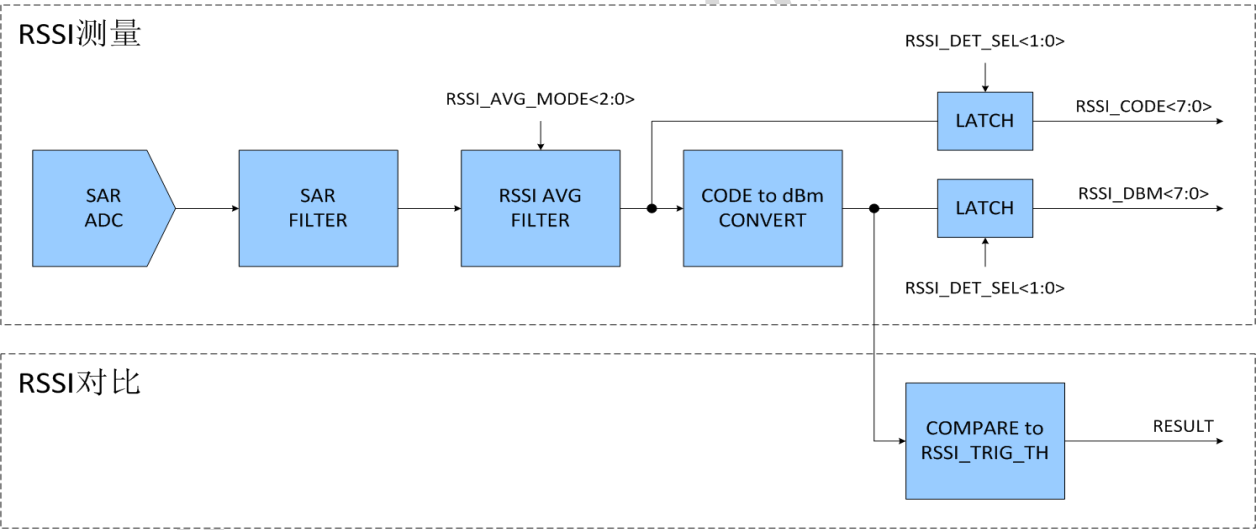 RSSI测量
RSSI_DET_SEL<1:0>
RSSI_AVG_MODE<2:0>
LATCH
RSSI_CODE<7:0>
SAR
ADC
SAR
FILTER
RSSI AVG
FILTER
CODE to dBm
CONVERT
LATCH
RSSI_DBM<7:0>
RSSI_DET_SEL<1:0>
RSSI对比
COMPARE to
RSSI_TRIG_TH
RESULT